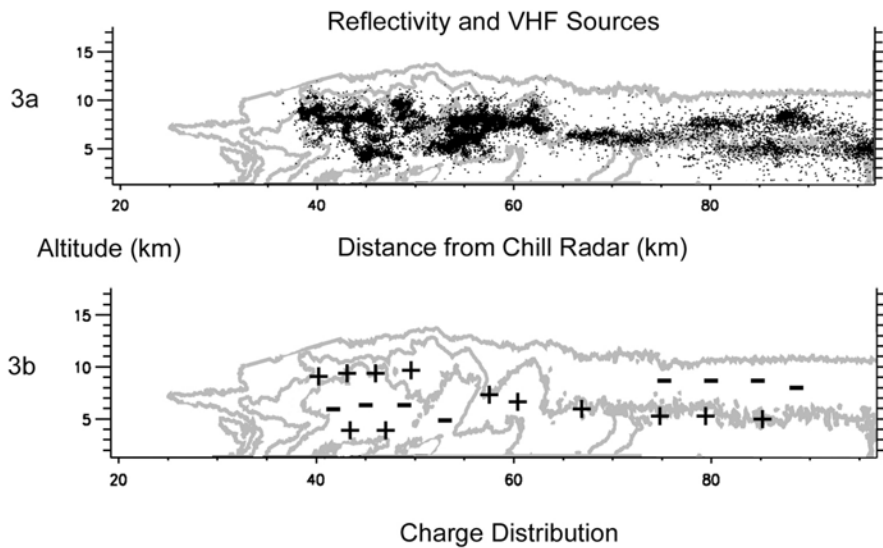 Reflectivity and VHF Sources
3a
15
10
5
20 40 60 80
Altitude (km) Distance from Chill Radar (km)
3b
15
10
5
20 40 60 80
Charge Distribution